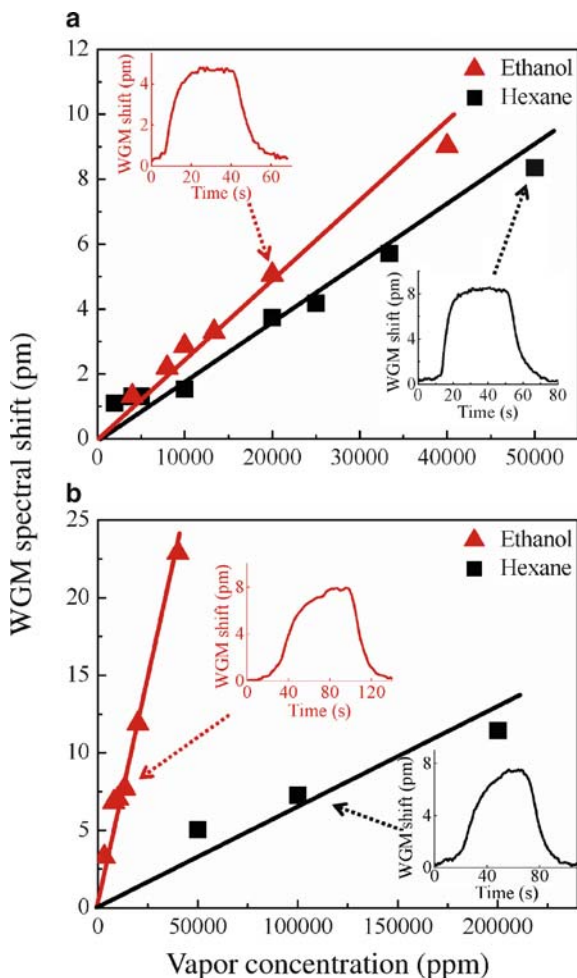 a
12
10
8
6
4
2
0
0
10000
20000
30000
40000
50000
Ethanol
Hexane
WGM shift (pm)
4
2
0
0 20 40 60
Time (s)
WGM shift (pm)
8
4
0
0 20 40 60 80
Time (s)
WGM spectral shift (pm)
b
25
20
15
10
5
0
0
50000
100000
150000
200000
Ethanol
Hexane
WGM shift (pm)
8
4
0
0 40 80 120
Time (s)
WGM shift (pm)
8
4
0
0 40 80
Time (s)
Vapor concentration (ppm)